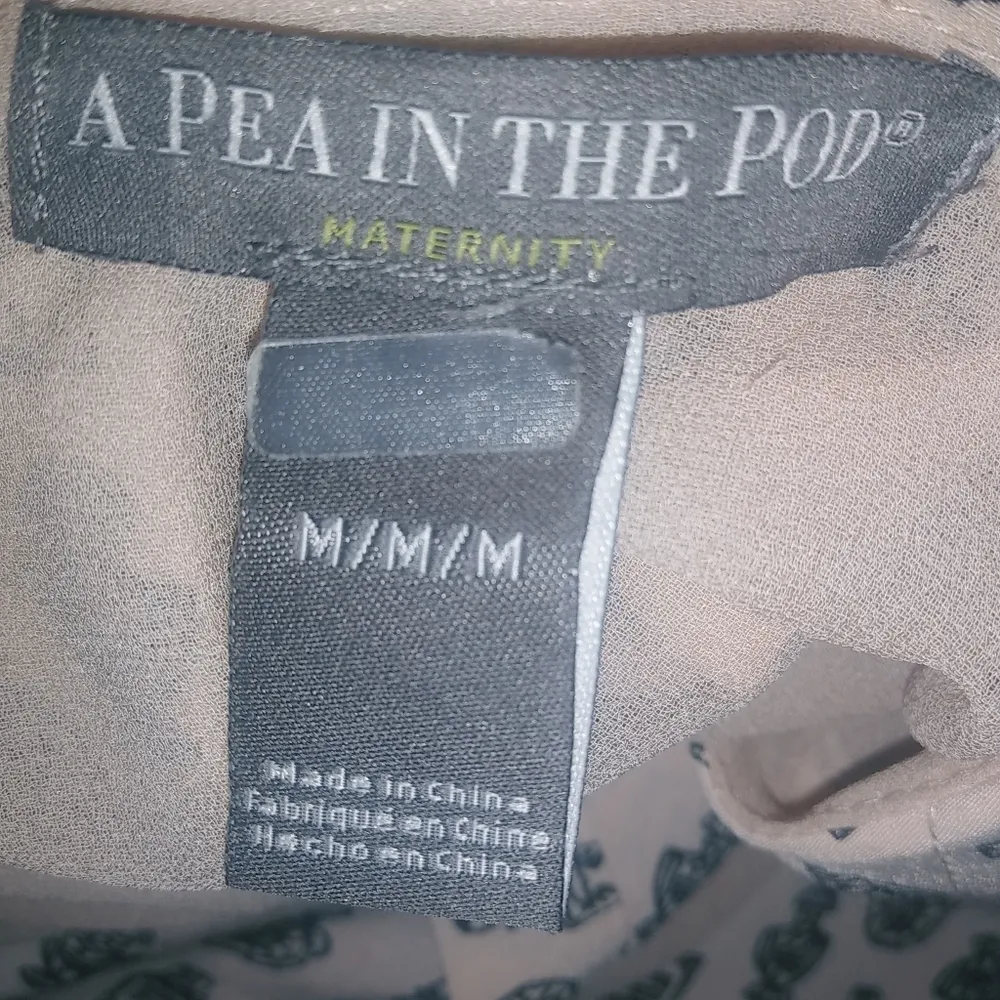 A PEA IN THE POD®
MATERNITY
M/M/M
Made in China
Fabriqué en Chine
Hecho en China